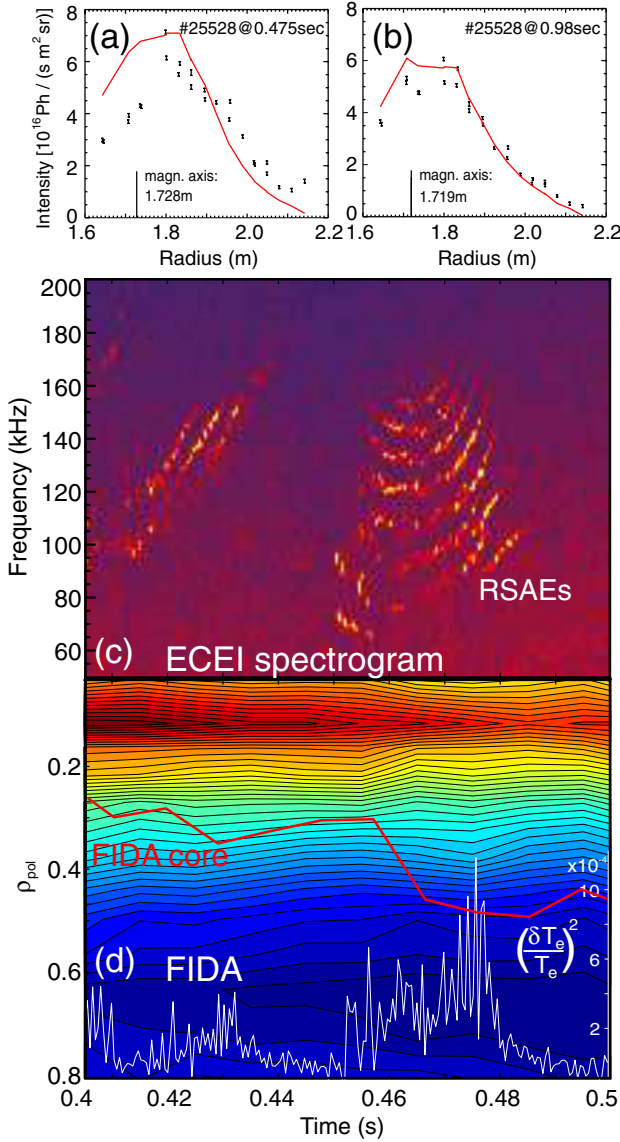 (a)
#25528@0.475sec
(b)
#25528@0.98sec
Intensity [10^16 Ph / (s m^2 sr)]
8
6
4
2
0
magn. axis:
1.728m
1.6 1.8 2.0 2.2
Radius (m)
8
6
4
2
0
magn. axis:
1.719m
1.6 1.8 2.0 2.2
Radius (m)
Frequency (kHz)
200
180
160
140
120
100
80
60
RSAEs
(c) ECEI spectrogram
ρpol
0.2
0.4
0.6
0.8
FIDA core
x10^-4
10
8
6
2
(δTe/Te)^2
(d) FIDA
0.4 0.42 0.44 0.46 0.48 0.5
Time (s)